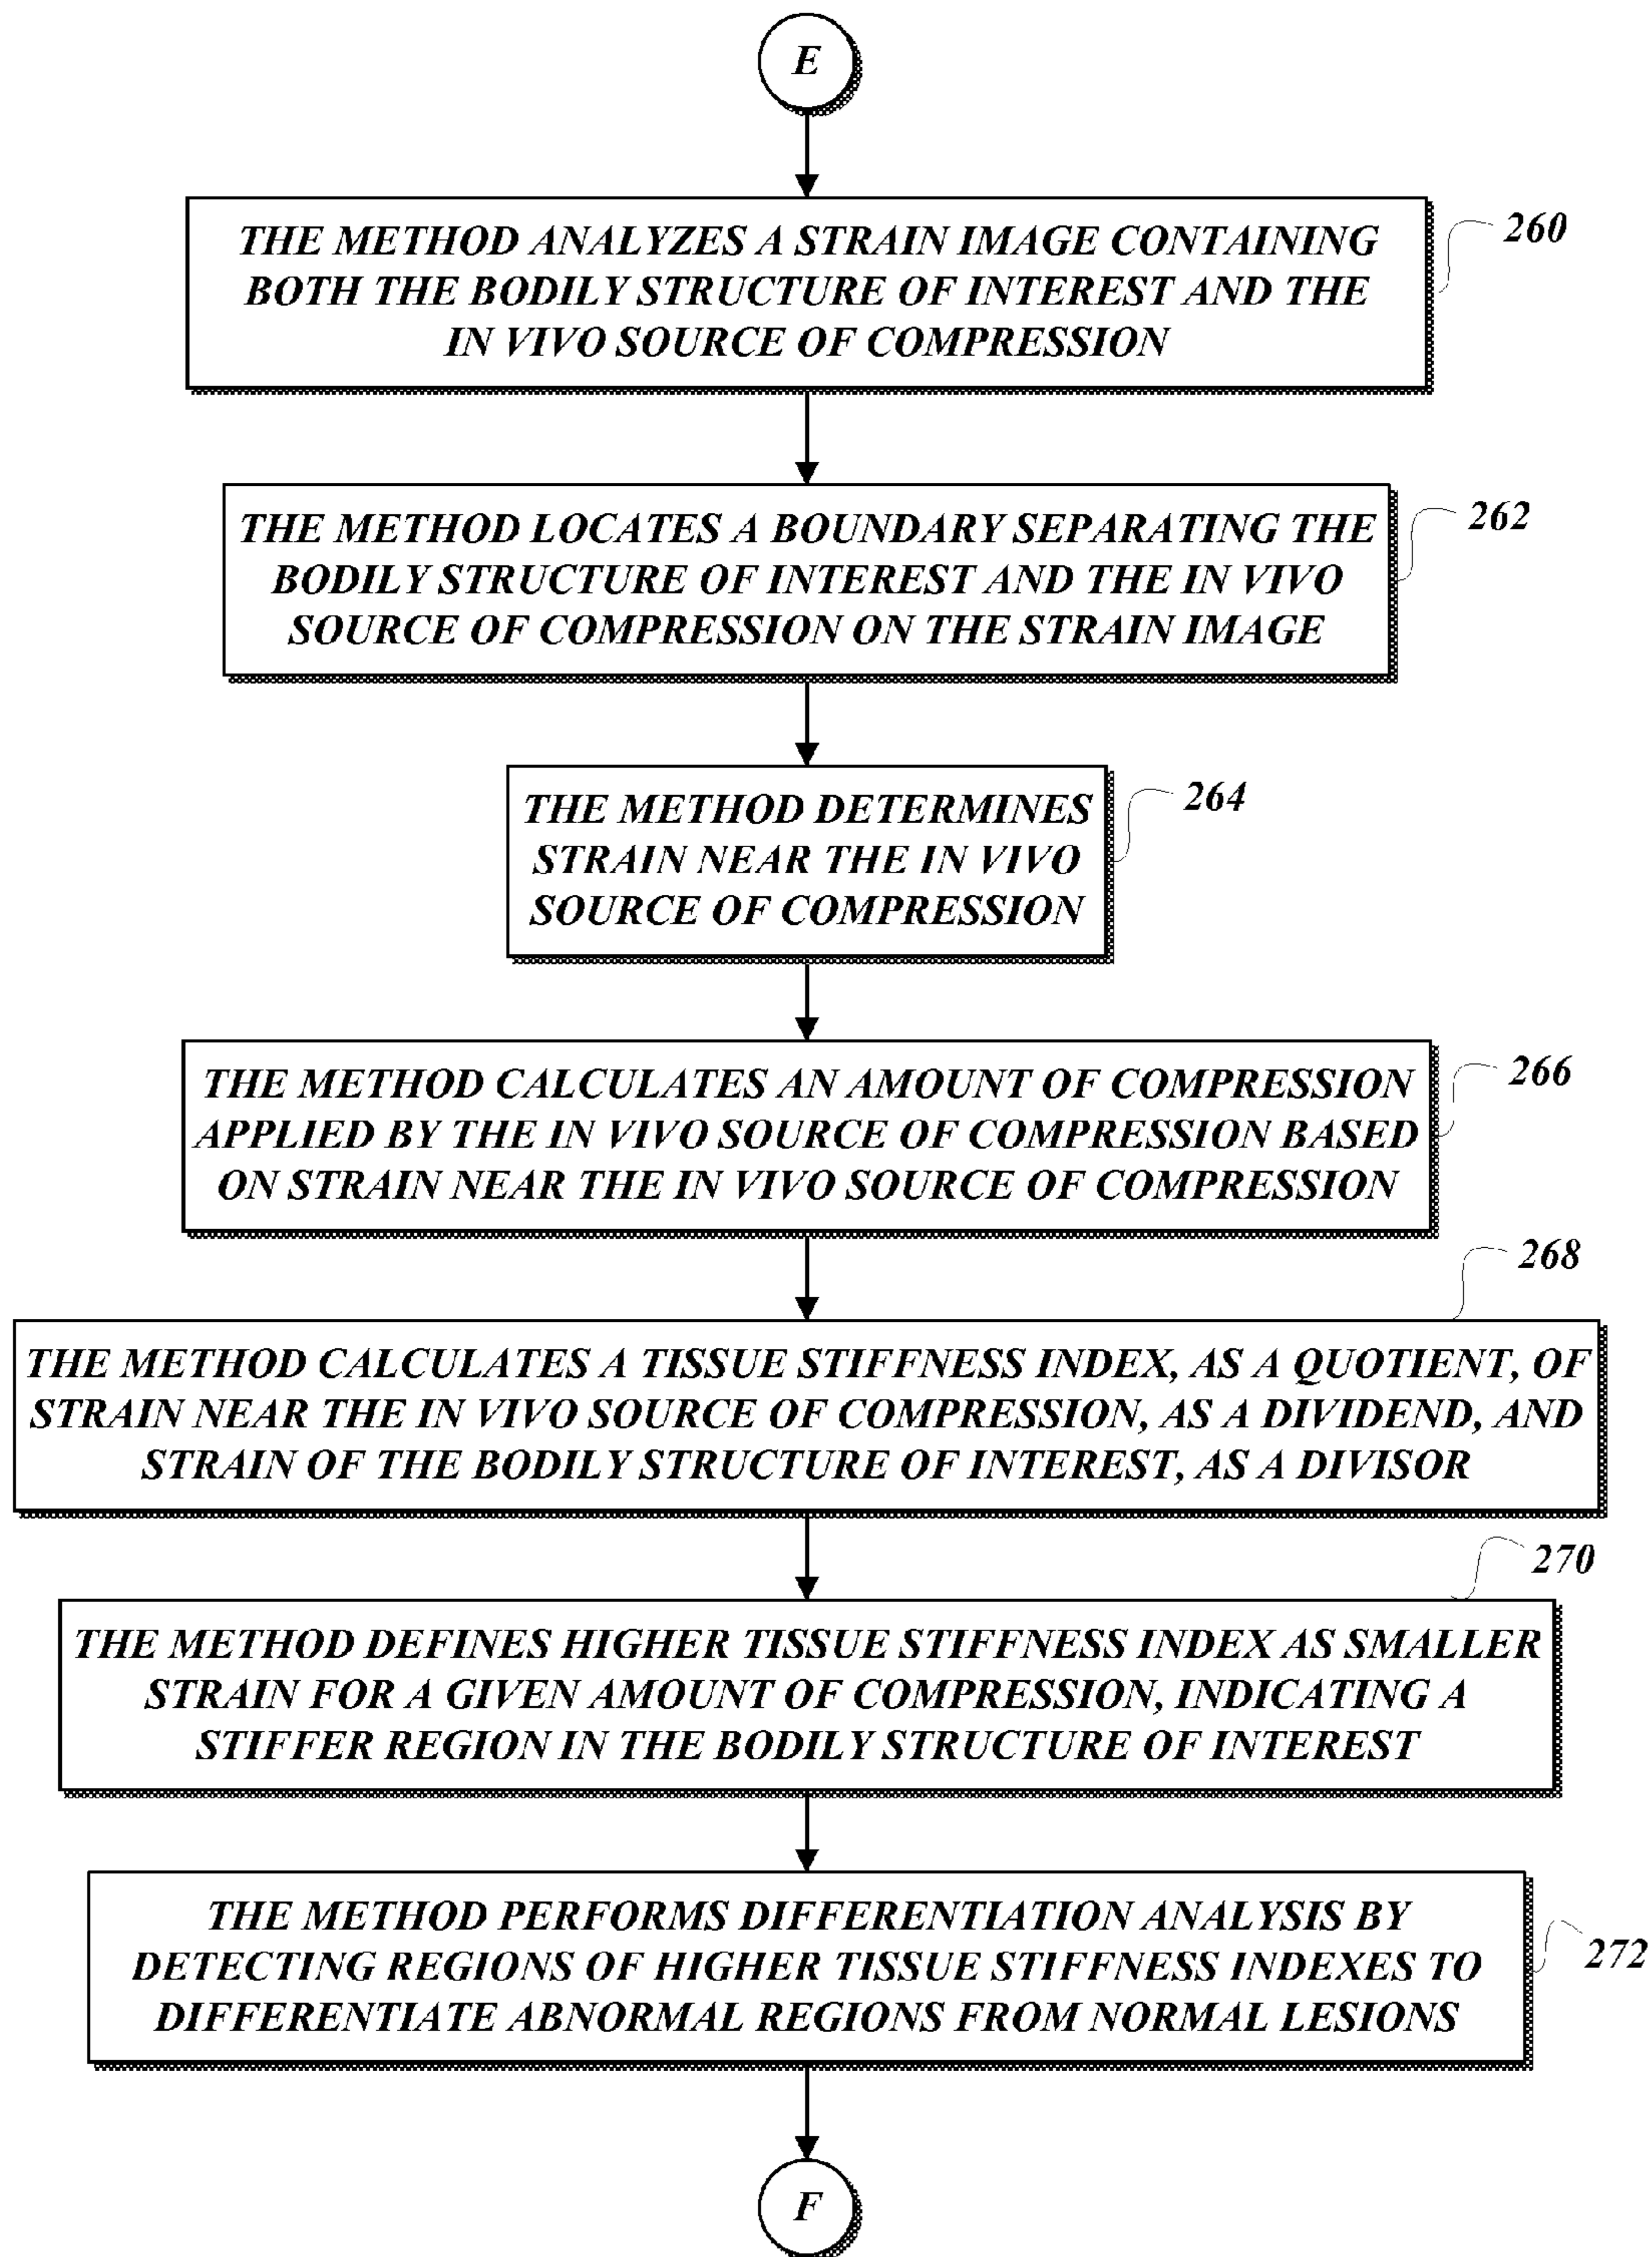 E
THE METHOD ANALYZES A STRAIN IMAGE CONTAINING
BOTH THE BODILY STRUCTURE OF INTEREST AND THE
IN VIVO SOURCE OF COMPRESSION
260
THE METHOD LOCATES A BOUNDARY SEPARATING THE
BODILY STRUCTURE OF INTEREST AND THE IN VIVO
SOURCE OF COMPRESSION ON THE STRAIN IMAGE
262
THE METHOD DETERMINES
STRAIN NEAR THE IN VIVO
SOURCE OF COMPRESSION
264
THE METHOD CALCULATES AN AMOUNT OF COMPRESSION
APPLIED BY THE IN VIVO SOURCE OF COMPRESSION BASED
ON STRAIN NEAR THE IN VIVO SOURCE OF COMPRESSION
266
268
THE METHOD CALCULATES A TISSUE STIFFNESS INDEX, AS A QUOTIENT, OF
STRAIN NEAR THE IN VIVO SOURCE OF COMPRESSION, AS A DIVIDEND, AND
STRAIN OF THE BODILY STRUCTURE OF INTEREST, AS A DIVISOR
270
THE METHOD DEFINES HIGHER TISSUE STIFFNESS INDEX AS SMALLER
STRAIN FOR A GIVEN AMOUNT OF COMPRESSION, INDICATING A
STIFFER REGION IN THE BODILY STRUCTURE OF INTEREST
THE METHOD PERFORMS DIFFERENTIATION ANALYSIS BY
DETECTING REGIONS OF HIGHER TISSUE STIFFNESS INDEXES TO
DIFFERENTIATE ABNORMAL REGIONS FROM NORMAL LESIONS
272
F